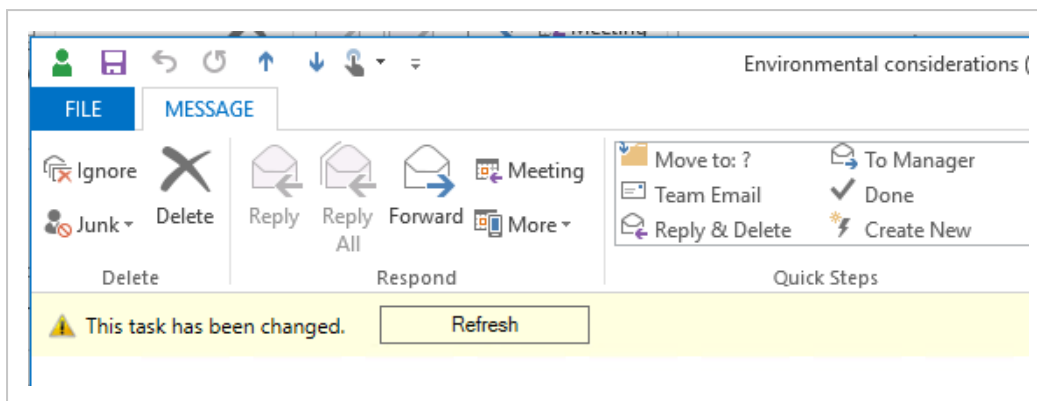 Environmental considerations (
FILE MESSAGE
Ignore
Junk
Delete
Delete
Reply
Reply
All
Forward
Meeting
More
Respond
Move to: ?
Team Email
Reply & Delete
To Manager
Done
Create New
Quick Steps
This task has been changed. Refresh